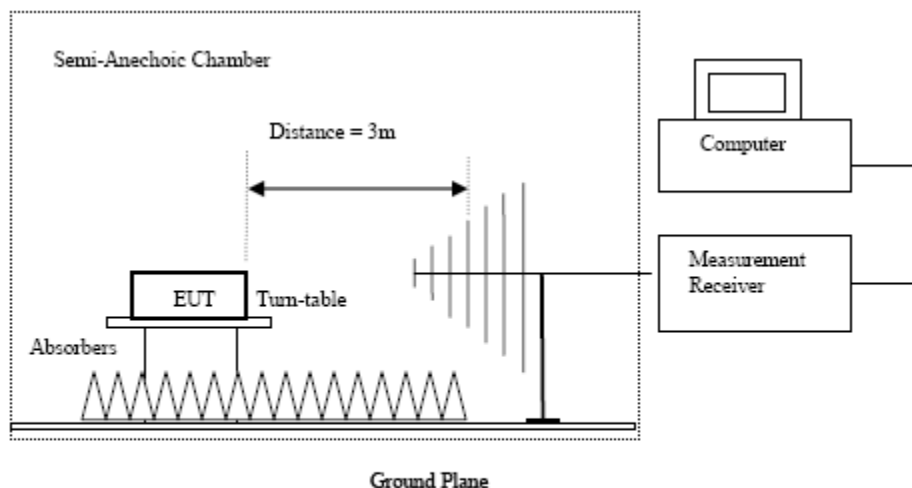 Semi-Anechoic Chamber
Distance = 3m
Computer
Measurement
Receiver
EUT
Turn-table
Absorbers
Ground Plane